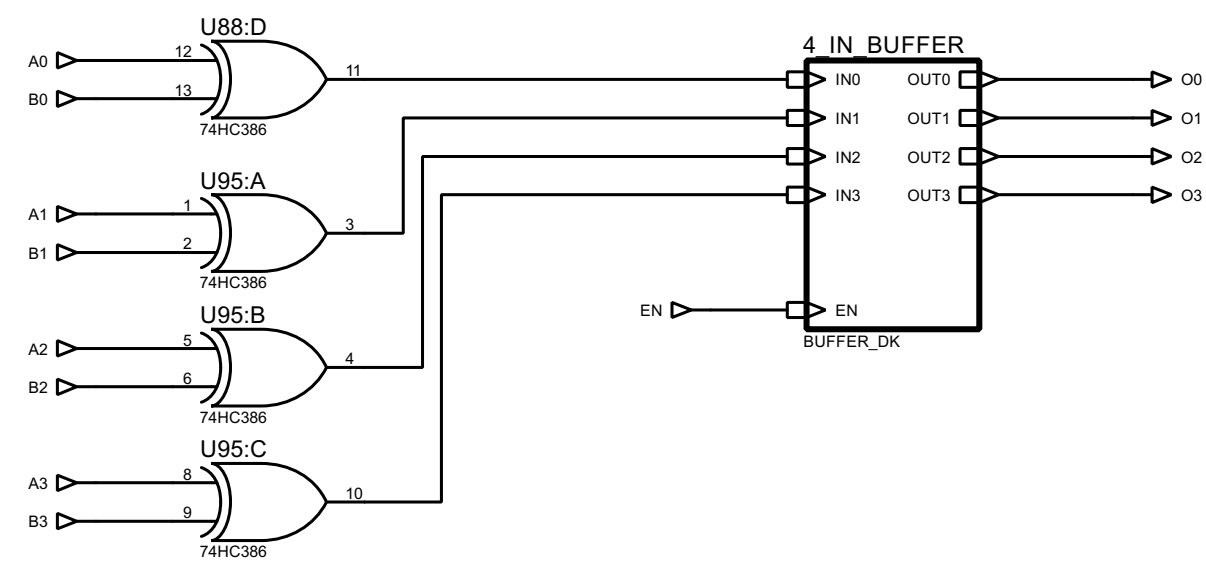 U88:D
4_IN_BUFFER
A0 12 11 IN0 OUT0 O0
B0 13
74HC386
IN1 OUT1 O1
IN2 OUT2 O2
U95:A
IN3 OUT3 O3
A1 1 3
B1 2
74HC386
U95:B
EN EN
BUFFER_DK
A2 5 4
B2 6
74HC386
U95:C
A3 8 10
B3 9
74HC386